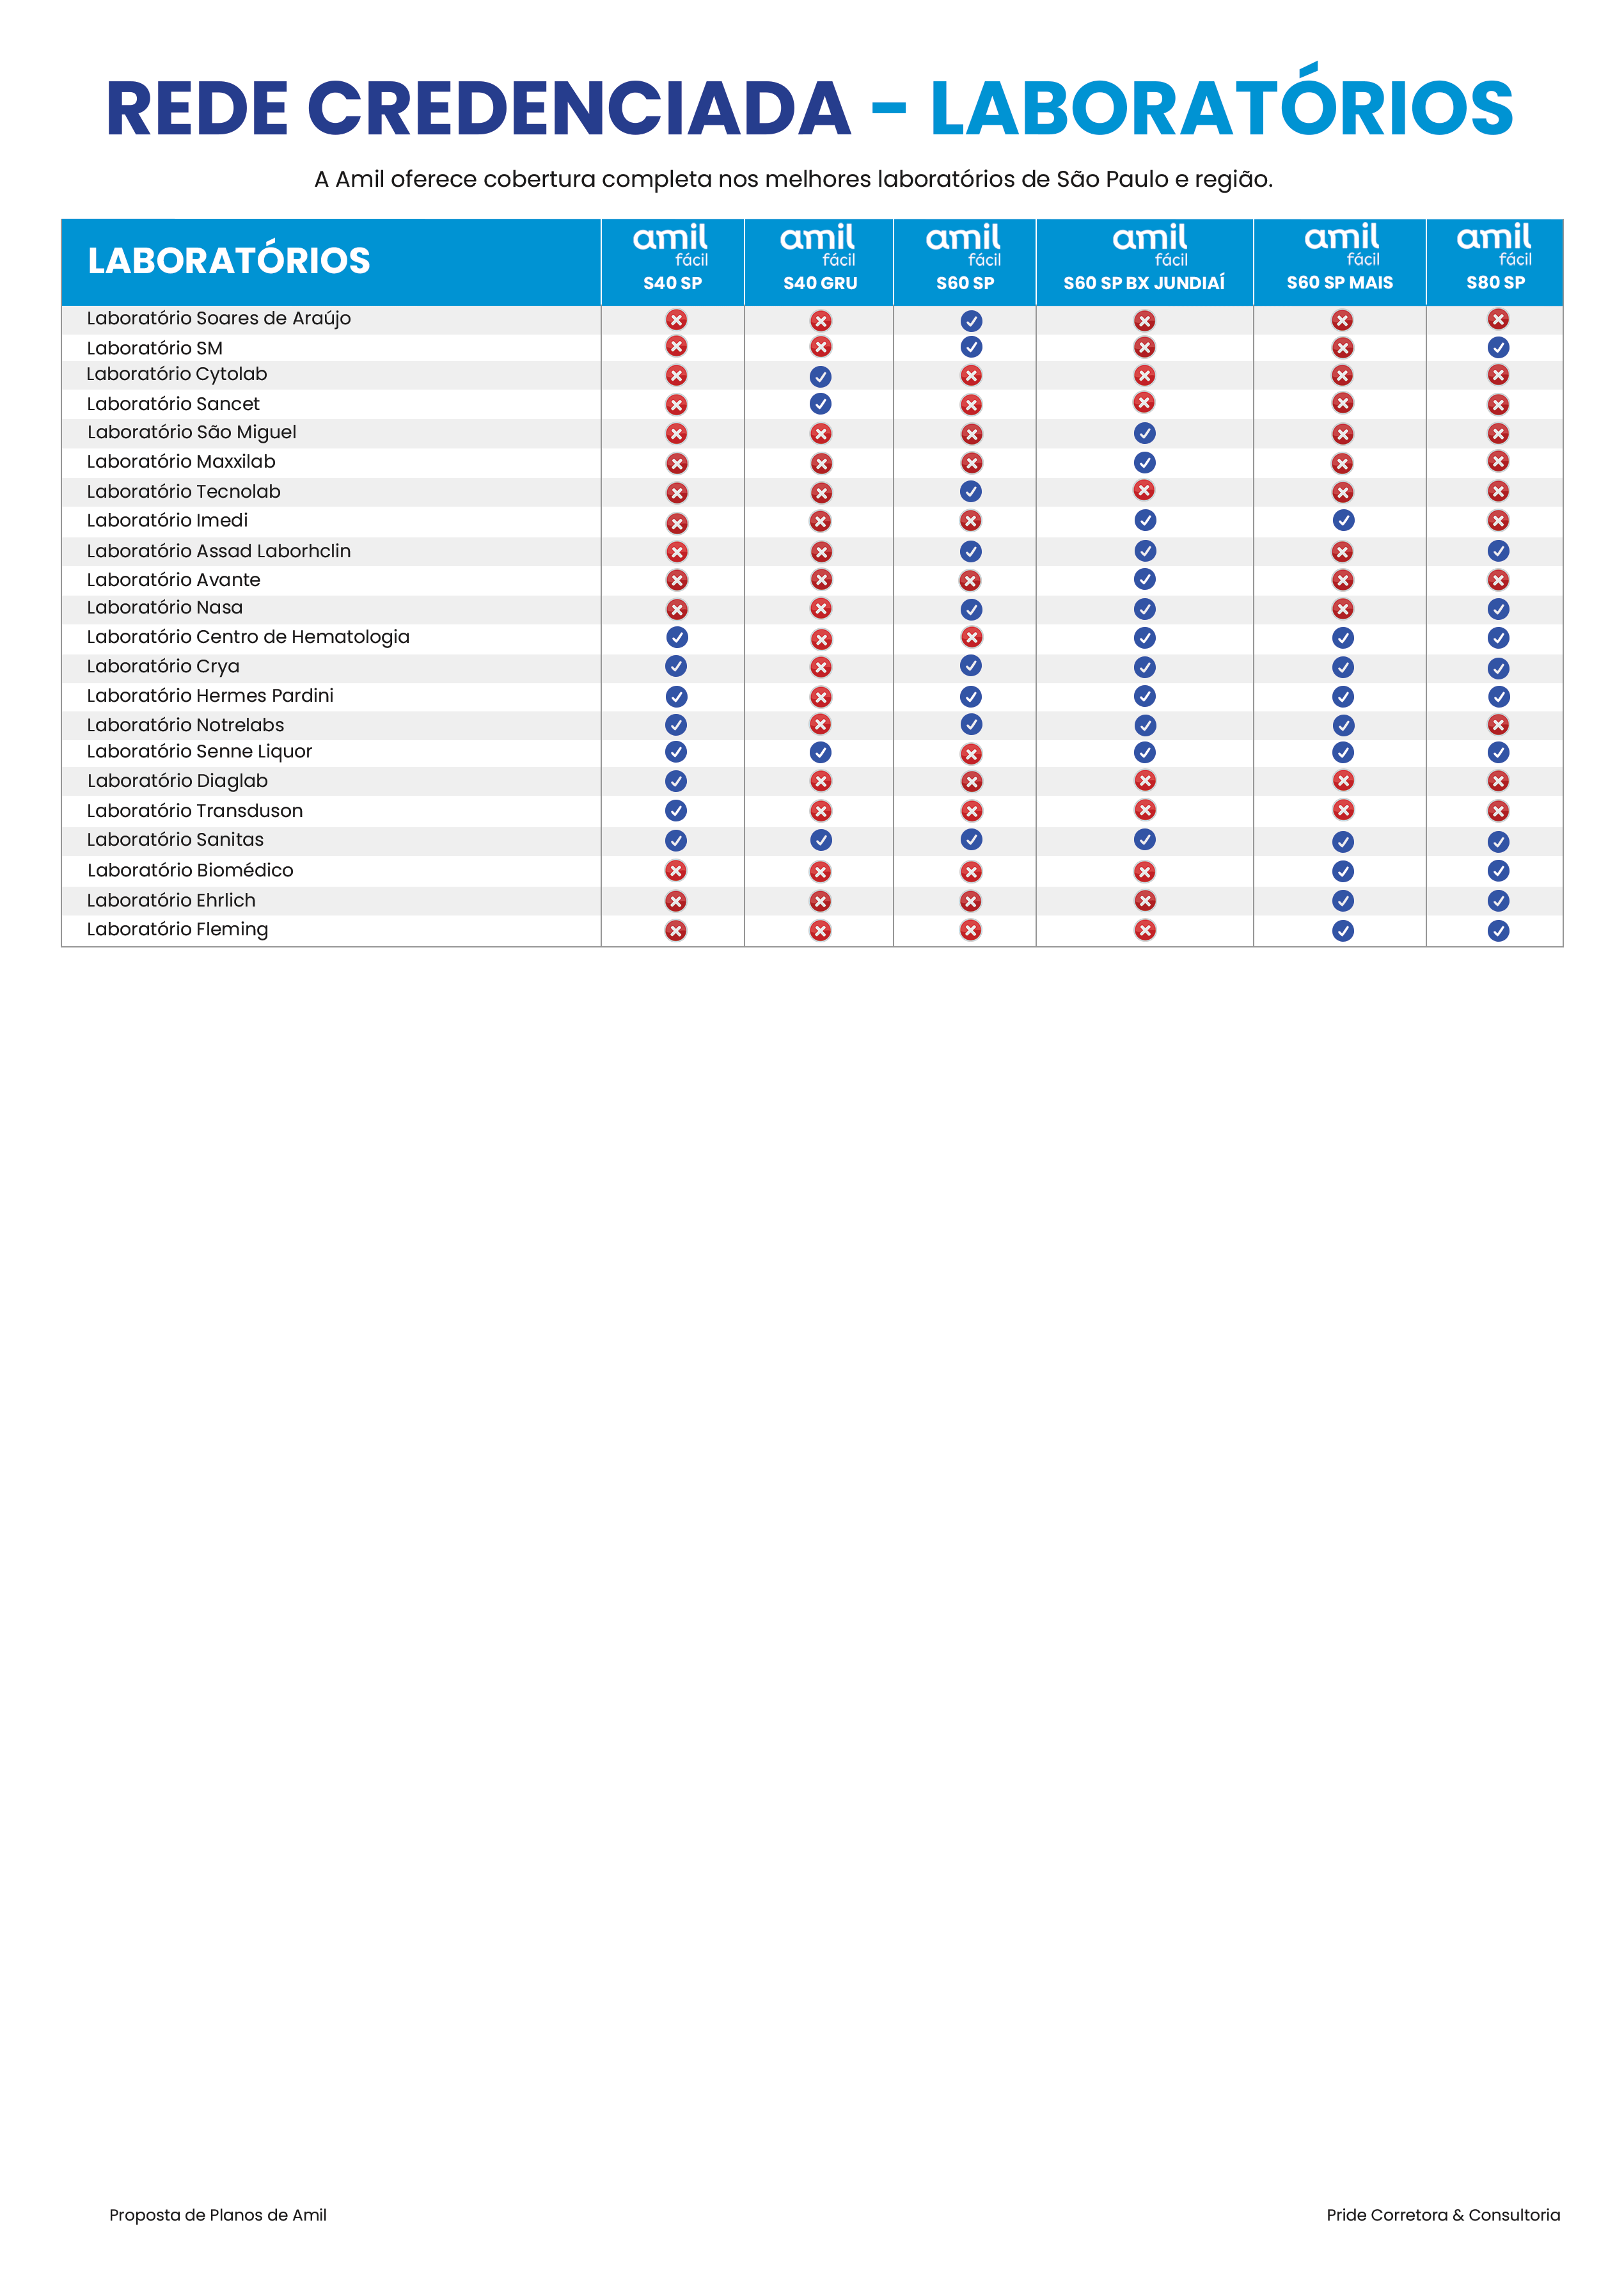 REDE CREDENCIADA - LABORATÓRIOS
A Amil oferece cobertura completa nos melhores laboratórios de São Paulo e região.
LABORATÓRIOS
amil fácil S40 SP
amil fácil S40 GRU
amil fácil S60 SP
amil fácil S60 SP BX JUNDIAÍ
amil fácil S60 SP MAIS
amil fácil S80 SP
Laboratório Soares de Araújo
Laboratório SM
Laboratório Cytolab
Laboratório Sancet
Laboratório São Miguel
Laboratório Maxxilab
Laboratório Tecnolab
Laboratório Imedi
Laboratório Assad Laborhclin
Laboratório Avante
Laboratório Nasa
Laboratório Centro de Hematologia
Laboratório Crya
Laboratório Hermes Pardini
Laboratório Notrelabs
Laboratório Senne Liquor
Laboratório Diaglab
Laboratório Transduson
Laboratório Sanitas
Laboratório Biomédico
Laboratório Ehrlich
Laboratório Fleming
Proposta de Planos de Amil
Pride Corretora & Consultoria